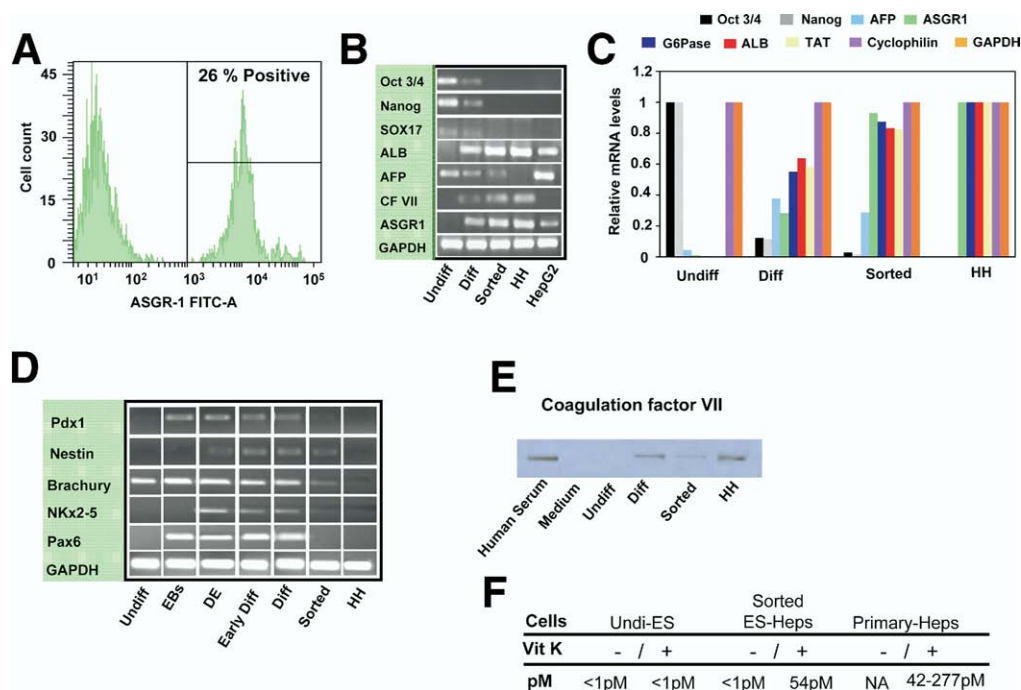 A
26 % Positive
Cell count
45
30
15
0
10¹ 10² 10³ 10⁴ 10⁵
ASGR-1 FITC-A
B
Oct 3/4
Nanog
SOX17
ALB
AFP
CF VII
ASGR1
GAPDH
Undiff
Diff
Sorted
HH
HepG2
Oct 3/4 Nanog AFP ASGR1
G6Pase ALB TAT Cyclophilin GAPDH
C
Relative mRNA levels
1.2
1
0.8
0.6
0.4
0.2
0
Undiff Diff Sorted HH
D
Pdx1
Nestin
Brachury
NKx2-5
Pax6
GAPDH
Undiff
EBs
DE
Early Diff
Diff
Sorted
HH
E
Coagulation factor VII
Human Serum
Medium
Undiff
Diff
Sorted
HH
F
Cells Undi-ES Sorted ES-Heps Primary-Heps
Vit K - / + - / + - / +
pM <1pM <1pM <1pM 54pM NA 42-277pM